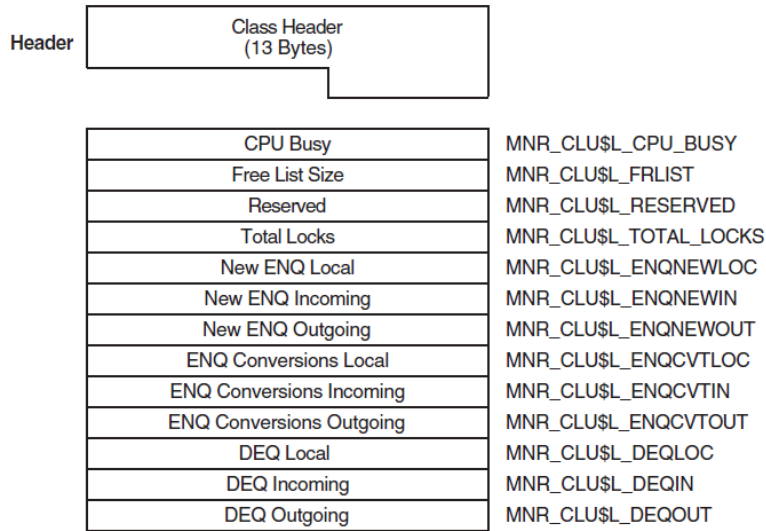 Header
Class Header
(13 Bytes)
CPU Busy MNR_CLU$L_CPU_BUSY
Free List Size MNR_CLU$L_FRLIST
Reserved MNR_CLU$L_RESERVED
Total Locks MNR_CLU$L_TOTAL_LOCKS
New ENQ Local MNR_CLU$L_ENQNEWLOC
New ENQ Incoming MNR_CLU$L_ENQNEWIN
New ENQ Outgoing MNR_CLU$L_ENQNEWOUT
ENQ Conversions Local MNR_CLU$L_ENQCVTLOC
ENQ Conversions Incoming MNR_CLU$L_ENQCVTIN
ENQ Conversions Outgoing MNR_CLU$L_ENQCVTOUT
DEQ Local MNR_CLU$L_DEQLOC
DEQ Incoming MNR_CLU$L_DEQIN
DEQ Outgoing MNR_CLU$L_DEQOUT